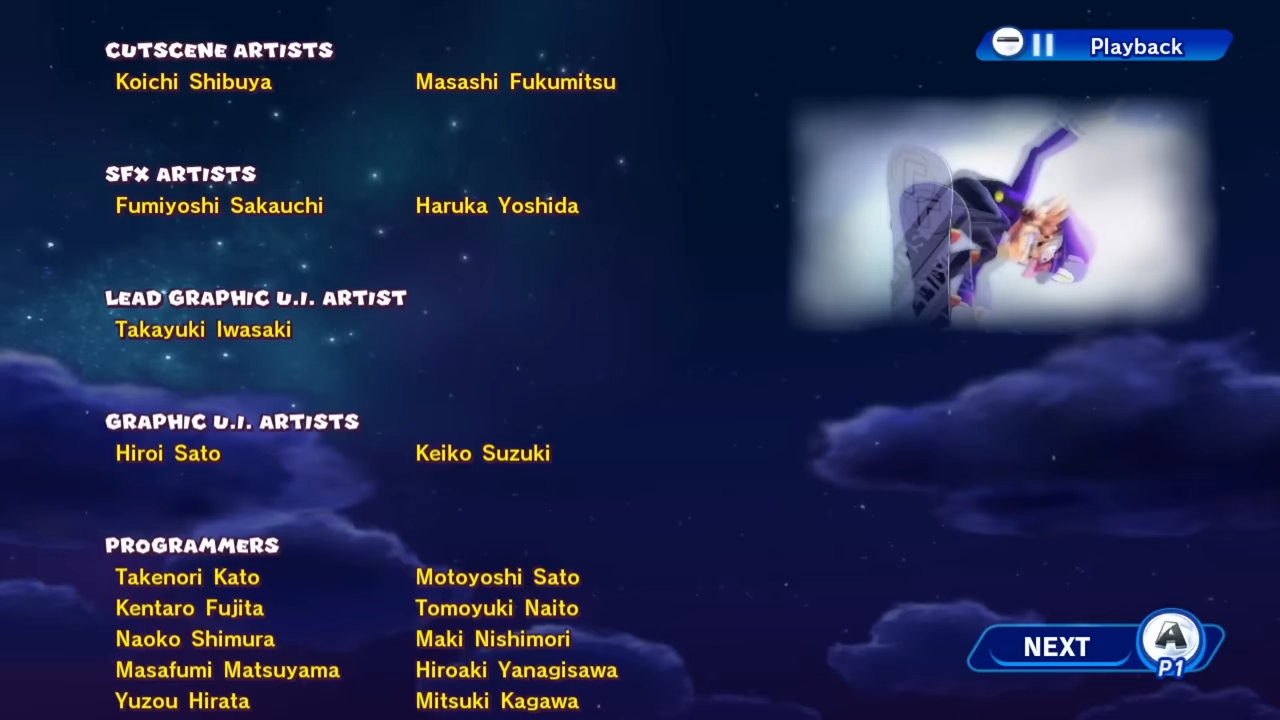 CUTSCENE ARTISTS
Koichi Shibuya Masashi Fukumitsu
SFX ARTISTS
Fumiyoshi Sakauchi Haruka Yoshida
LEAD GRAPHIC U.I. ARTIST
Takayuki Iwasaki
GRAPHIC U.I. ARTISTS
Hiroi Sato Keiko Suzuki
PROGRAMMERS
Takenori Kato Motoyoshi Sato
Kentaro Fujita Tomoyuki Naito
Naoko Shimura Maki Nishimori
Masafumi Matsuyama Hiroaki Yanagisawa
Yuzou Hirata Mitsuki Kagawa
Playback
NEXT
A
P1